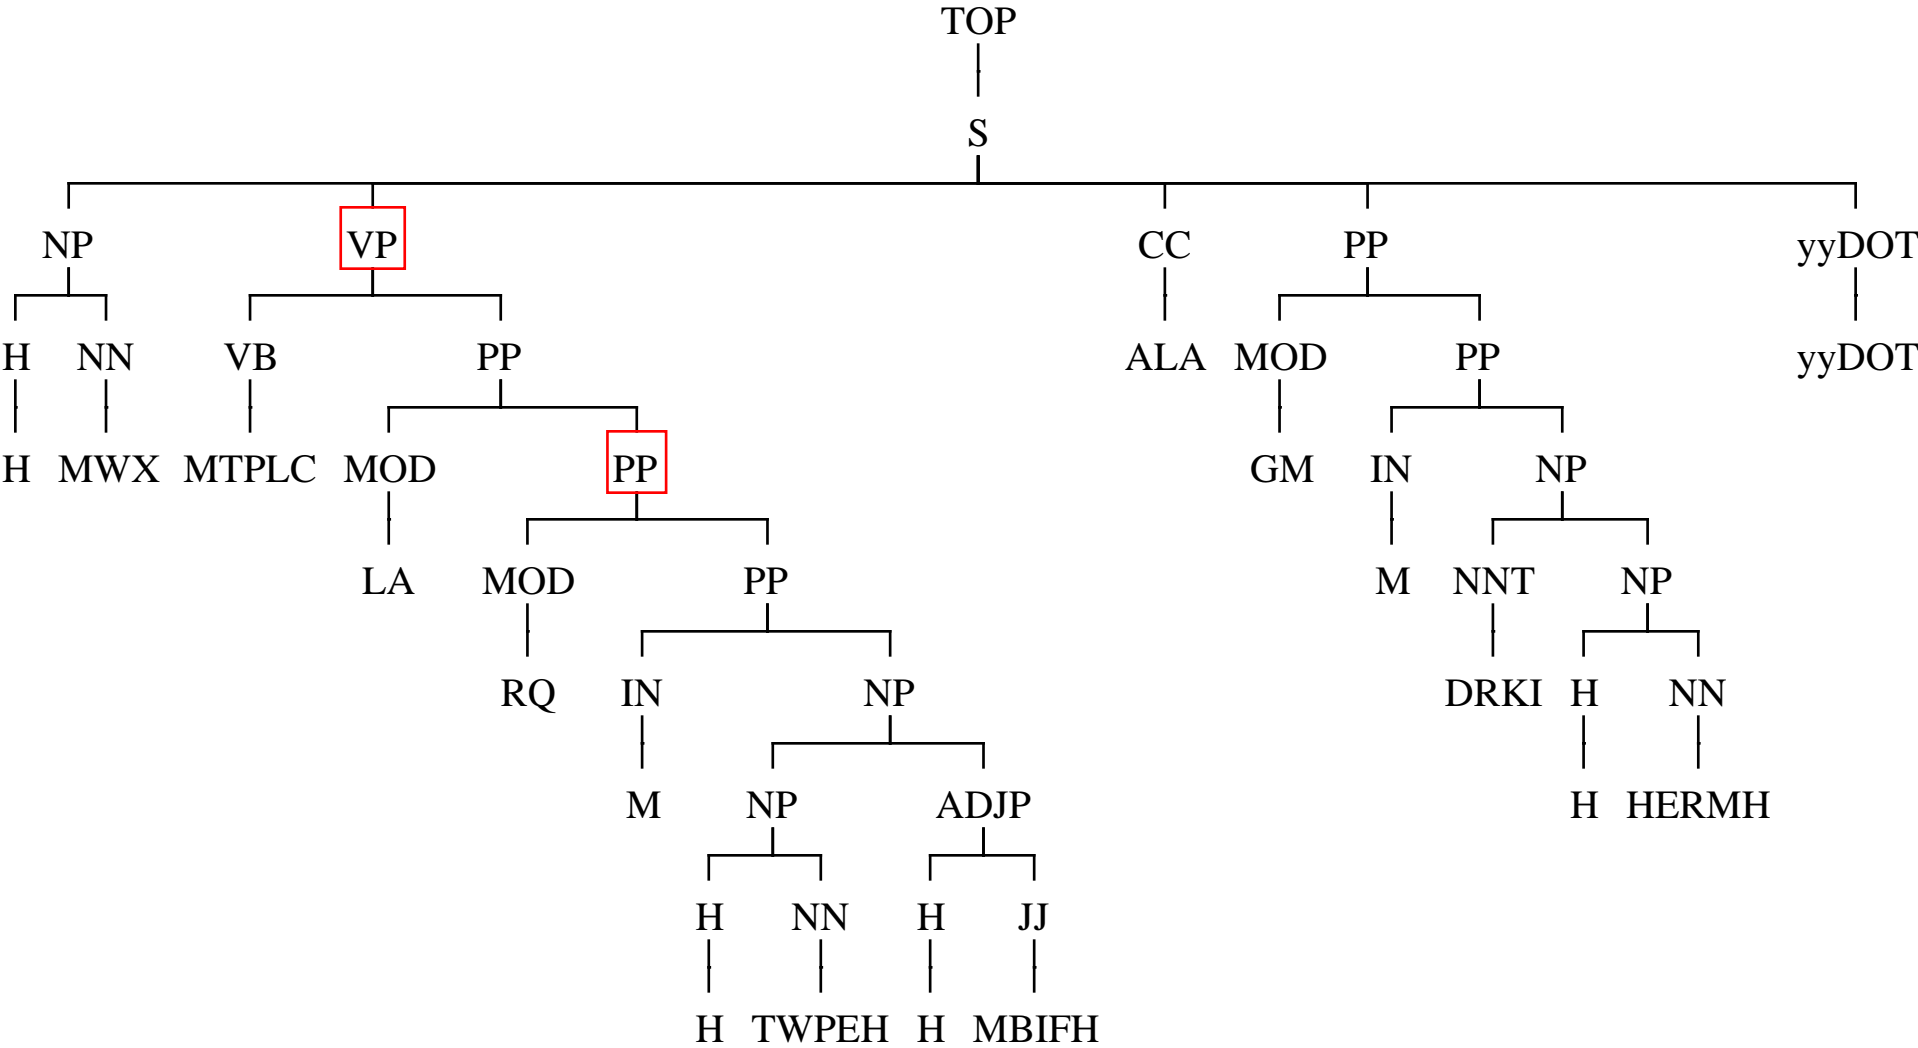 TOP
S
NP VP CC PP yyDOT
H NN VB PP ALA MOD PP yyDOT
H MWX MTPLC MOD PP GM IN NP
LA MOD PP M NNT NP
RQ IN NP DRKI H NN
M NP ADJP H HERMH
H NN H JJ
H TWPEH H MBIFH